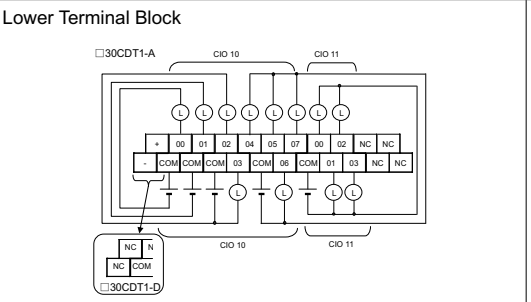 Lower Terminal Block
□30CDT1-A
CIO 10 CIO 11
L L L L L L L L
+ 00 01 02 04 05 07 00 02 NC NC
- COM COM COM 03 COM 06 COM 01 03 NC NC
L L L L
CIO 10 CIO 11
NC N
NC COM
□30CDT1-D